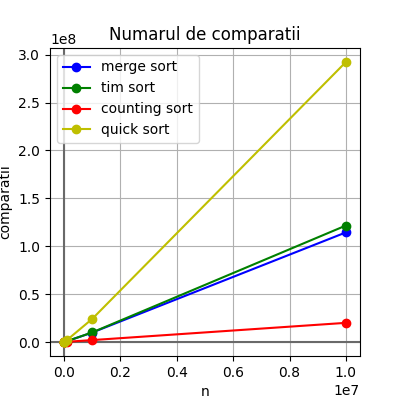 Numarul de comparatii
1e8
merge sort
tim sort
counting sort
quick sort
3.0
2.5
2.0
1.5
1.0
0.5
0.0
comparatii
0.0 0.2 0.4 0.6 0.8 1.0
1e7
n